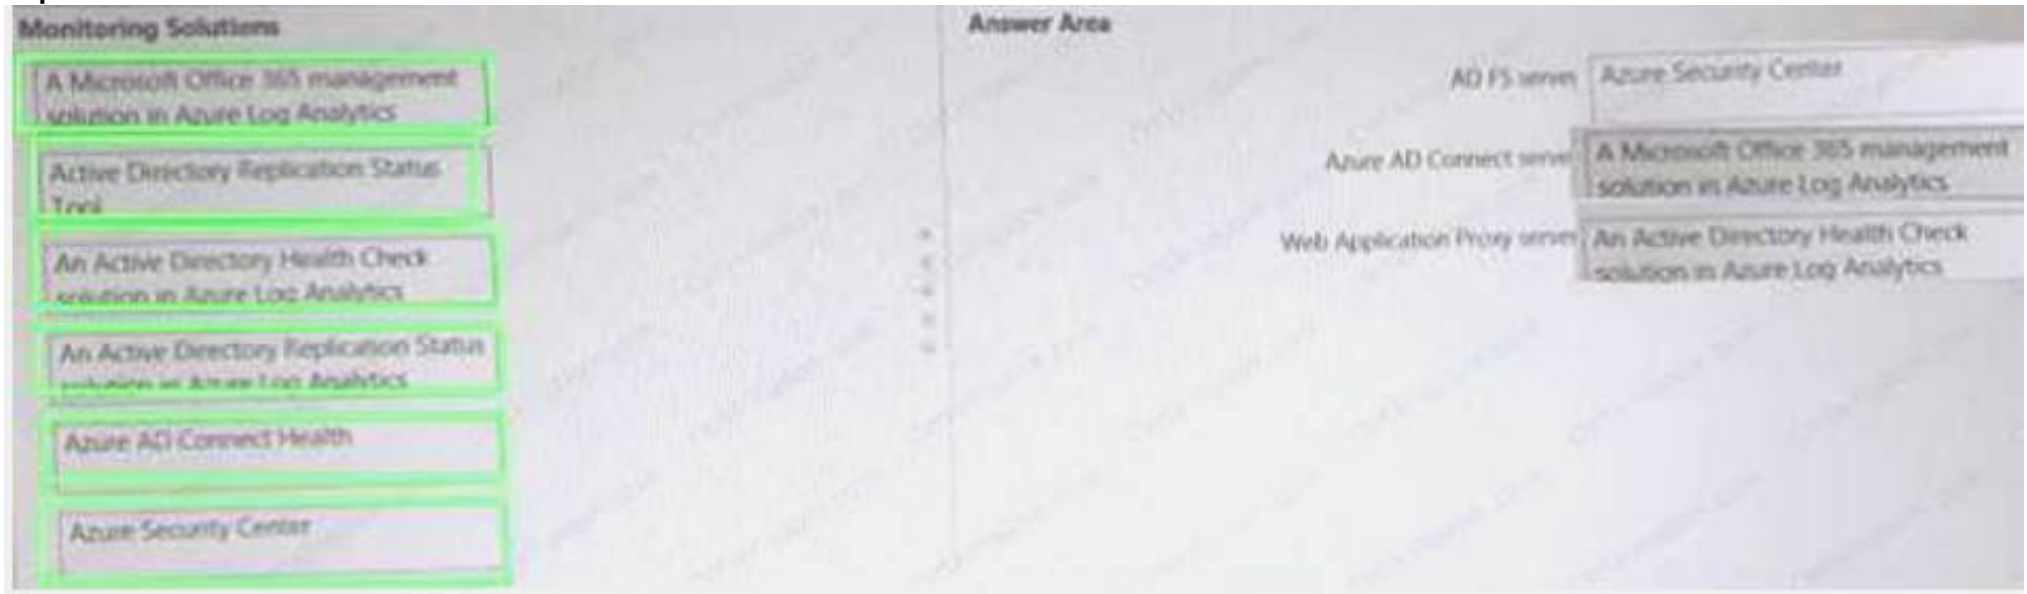 Monitoring Solutions
Answer Area
A Microsoft Office 365 management
solution in Azure Log Analytics
Active Directory Replication Status
Tool
An Active Directory Health Check
solution in Azure Log Analytics
An Active Directory Replication Status
solution in Azure Log Analytics
Azure AD Connect Health
Azure Security Center
AD FS server
Azure Security Center
Azure AD Connect server
A Microsoft Office 365 management
solution in Azure Log Analytics
Web Application Proxy server
An Active Directory Health Check
solution in Azure Log Analytics